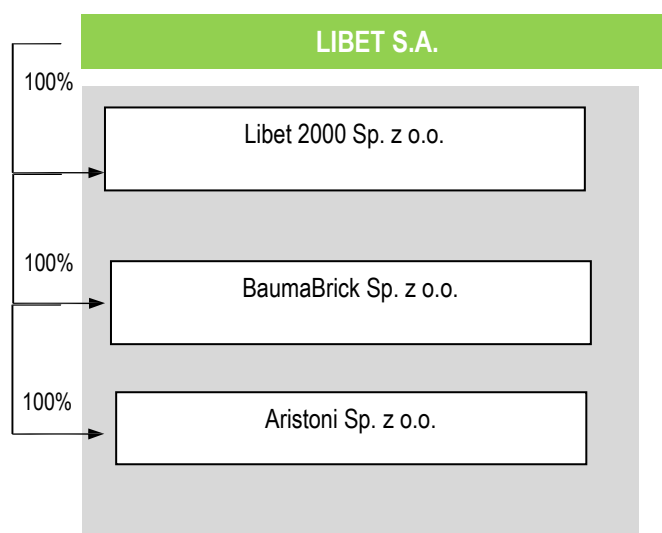 LIBET S.A.
100%
Libet 2000 Sp. z o.o.
100%
BaumaBrick Sp. z o.o.
100%
Aristoni Sp. z o.o.